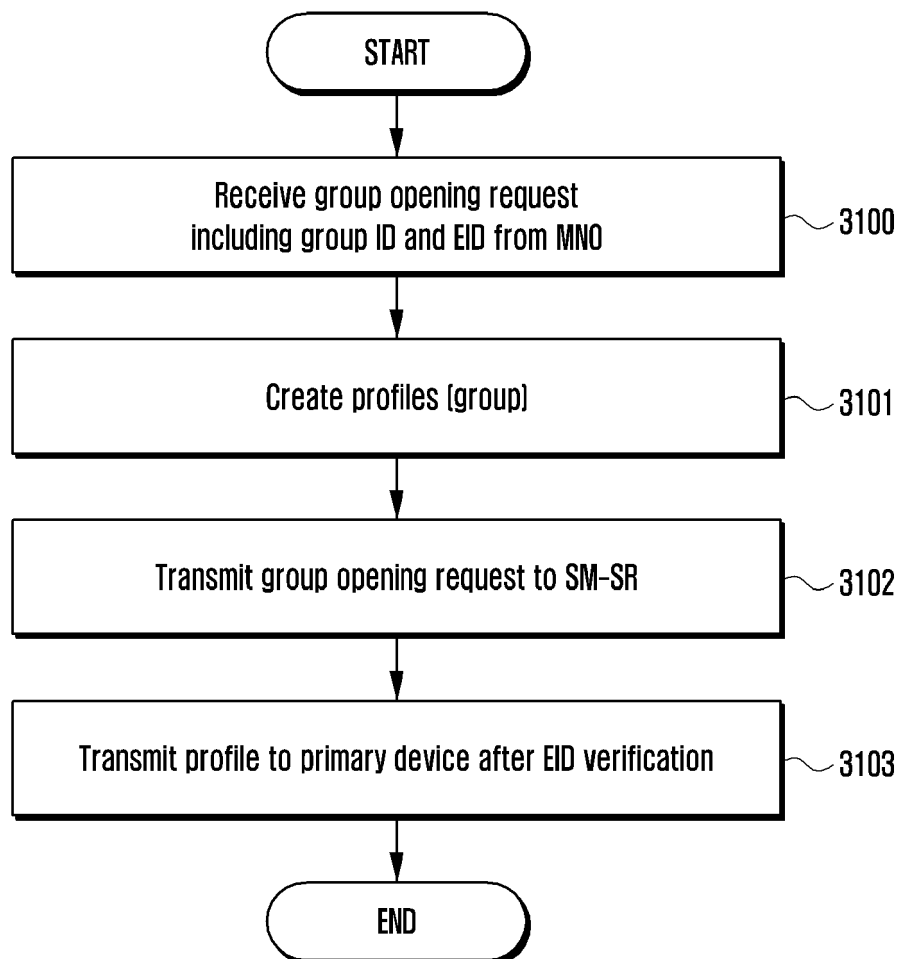 START
Receive group opening request
including group ID and EID from MNO
3100
Create profiles (group)
3101
Transmit group opening request to SM-SR
3102
Transmit profile to primary device after EID verification
3103
END